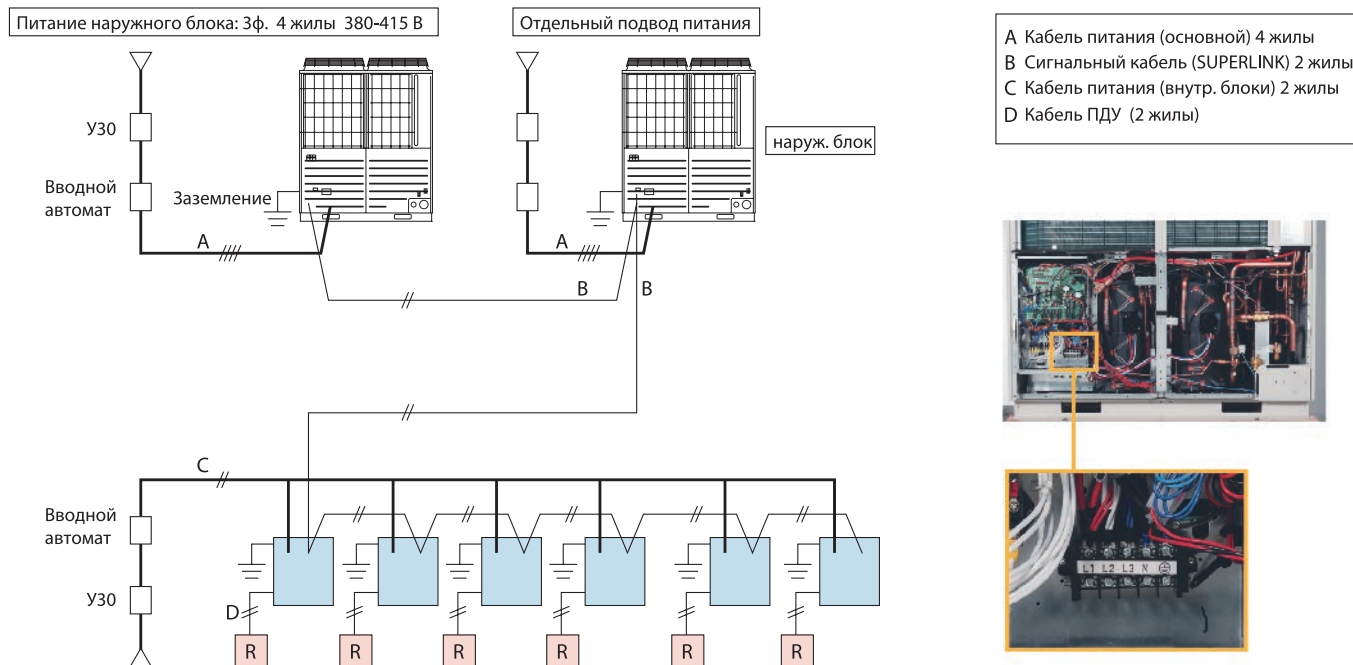 Питание наружного блока: 3ф. 4 жилы 380-415 В
Отдельный подвод питания
A Кабель питания (основной) 4 жилы
B Сигнальный кабель (SUPERLINK) 2 жилы
C Кабель питания (внутр. блоки) 2 жилы
D Кабель ПДУ (2 жилы)
УЗО
наруж. блок
Вводной
автомат
Заземление
A
A
B
B
C
Вводной
автомат
УЗО
D
R
R
R
R
R
R
L1 L2 L3 N